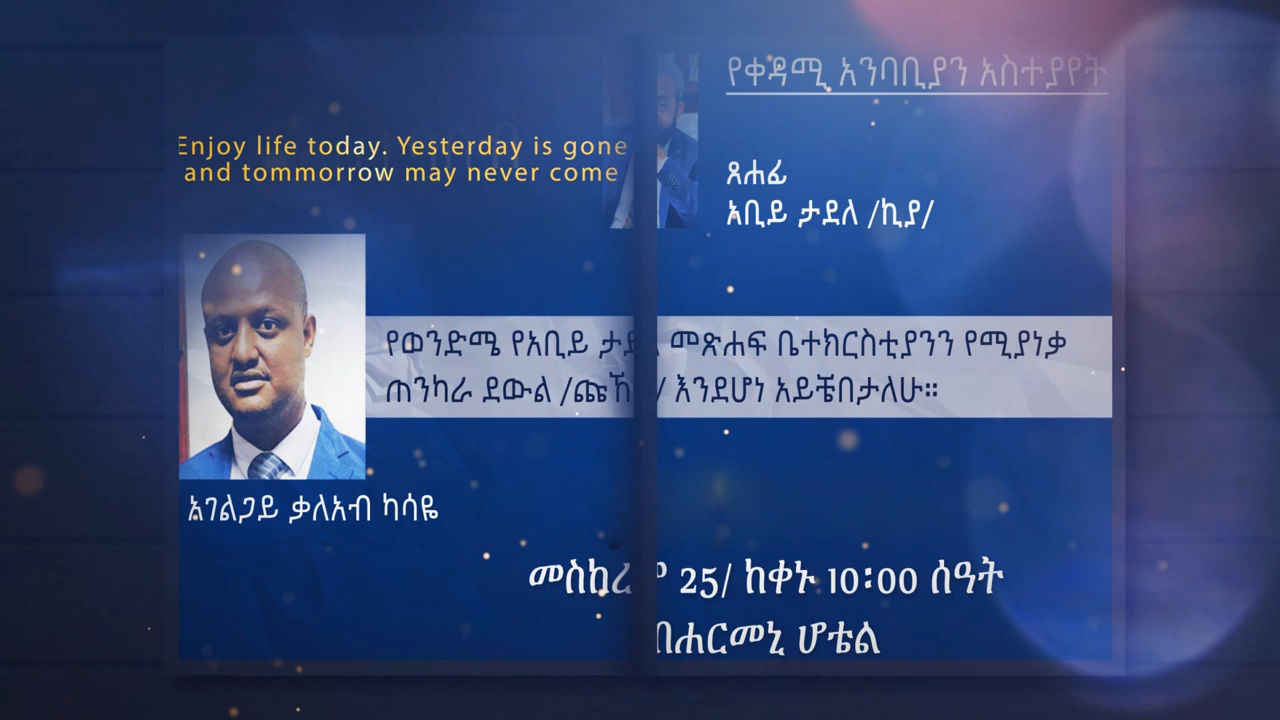 የቀዳሚ አንባቢያን አስተያየት
Enjoy life today. Yesterday is gone
and tommorrow may never come
ጸሐፊ
አቢይ ታደለ /ኪያ/
የወንድሜ የአቢይ ታደ መጽሐፍ ቤተክርስቲያንን የሚያነቃ
ጠንካራ ደውል /ጩኸ / እንደሆነ አይቼበታለሁ።
አገልጋይ ቃለአብ ካሳዬ
መስከረ ም 25/ ከቀኑ 10፡00 ሰዓት
በሐርመኒ ሆቴል